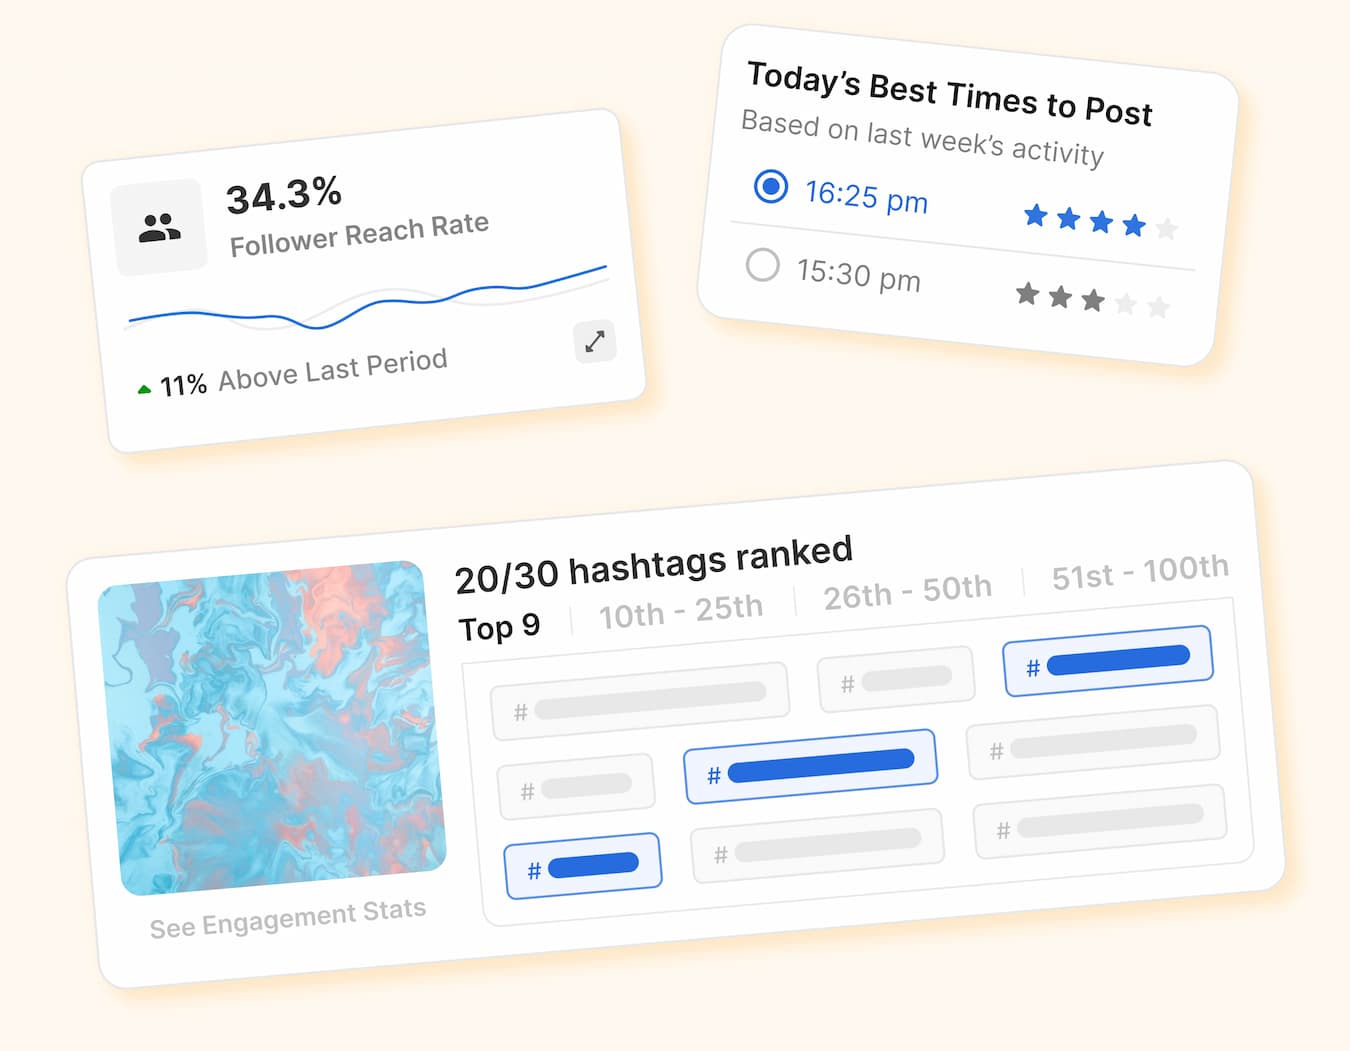 34.3%
Follower Reach Rate
11% Above Last Period
Today’s Best Times to Post
Based on last week’s activity
16:25 pm
15:30 pm
20/30 hashtags ranked
Top 9 10th - 25th 26th - 50th 51st - 100th
# # #
# # #
# # #
See Engagement Stats